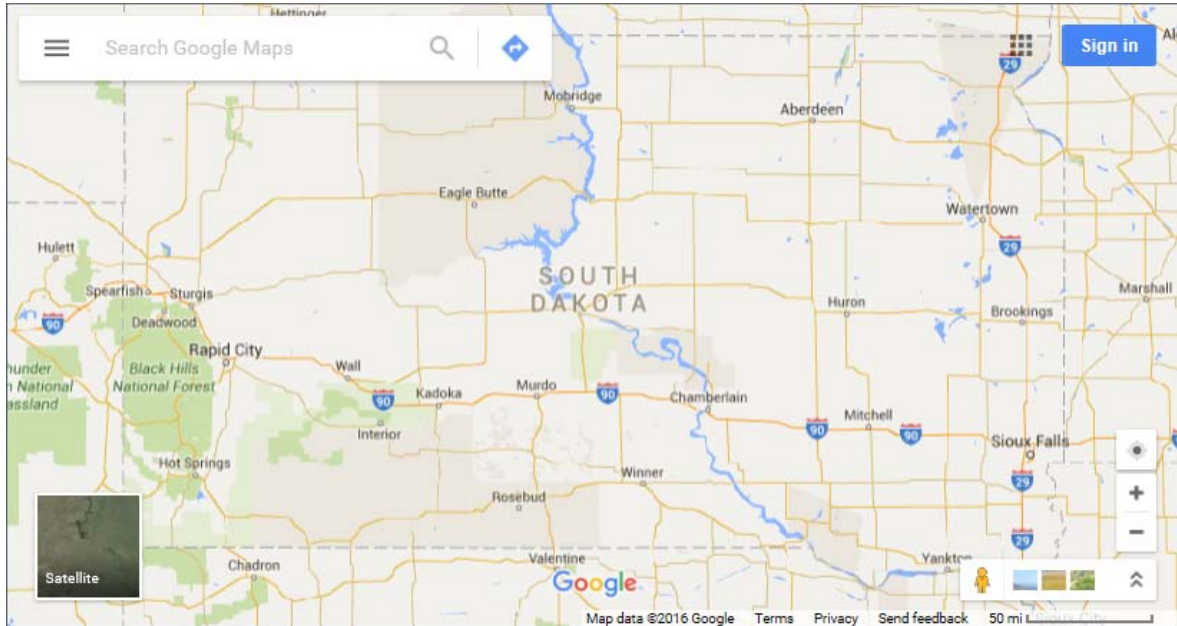 Hettinger
Search Google Maps
Sign in
29
Mobridge
Aberdeen
Eagle Butte
Watertown
29
Hulett
SOUTH
DAKOTA
Spearfish
Sturgis
Marshall
Huron
Brookings
90
Deadwood
Rapid City
Wall
Black Hills
National Forest
National
Kadoka
Murdo
90
90
Chamberlain
Interior
Mitchell
90
90
Sioux Falls
Hot Springs
Winner
29
Rosebud
29
Satellite
Chadron
Valentine
Yankton
Google
Map data ©2016 Google Terms Privacy Send feedback 50 mi
Sioux City